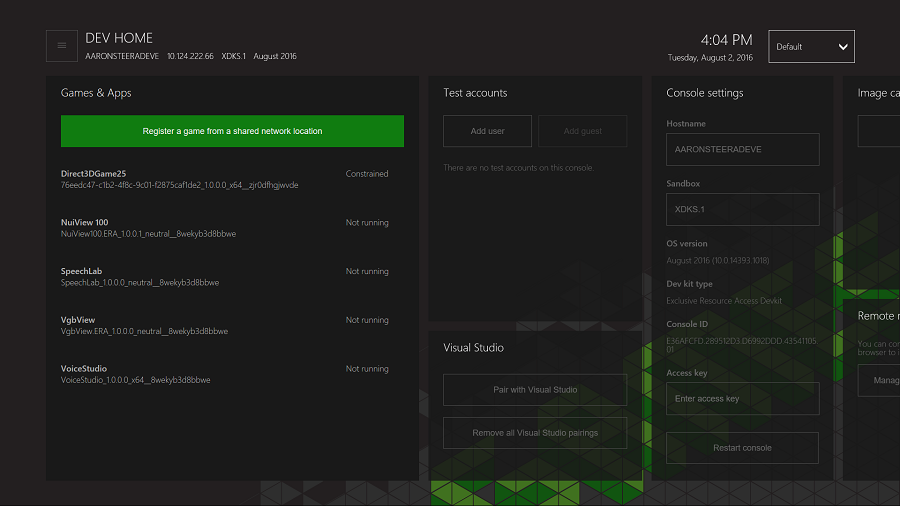 DEV HOME
AARONSTEERADEVE 10.124.222.66 XDKS.1 August 2016
4:04 PM
Tuesday, August 2, 2016
Default
Games & Apps
Register a game from a shared network location
Direct3DGame25 Constrained
76eedc47-c1b2-4f8c-9c01-f2875caf1de2_1.0.0.0_x64__zjr0dfhgjwvde
NuiView 100 Not running
NuiView100.ERA_1.0.0.1_neutral__8wekyb3d8bbwe
SpeechLab Not running
SpeechLab_1.0.0.0_neutral__8wekyb3d8bbwe
VgbView Not running
VgbView.ERA_1.0.0.0_neutral__8wekyb3d8bbwe
VoiceStudio Not running
VoiceStudio_1.0.0.0_x64__8wekyb3d8bbwe
Test accounts
Add user Add guest
There are no test accounts on this console.
Visual Studio
Pair with Visual Studio
Remove all Visual Studio pairings
Console settings
Hostname
AARONSTEERADEVE
Sandbox
XDKS.1
OS version
August 2016 (10.0.14393.1018)
Dev kit type
Exclusive Resource Access Devkit
Console ID
E36AFCFD.289512D3.D6992DDD.43541105
01
Access key
Enter access key
Restart console
Image ca
Remote
You can con
browser to
Manag